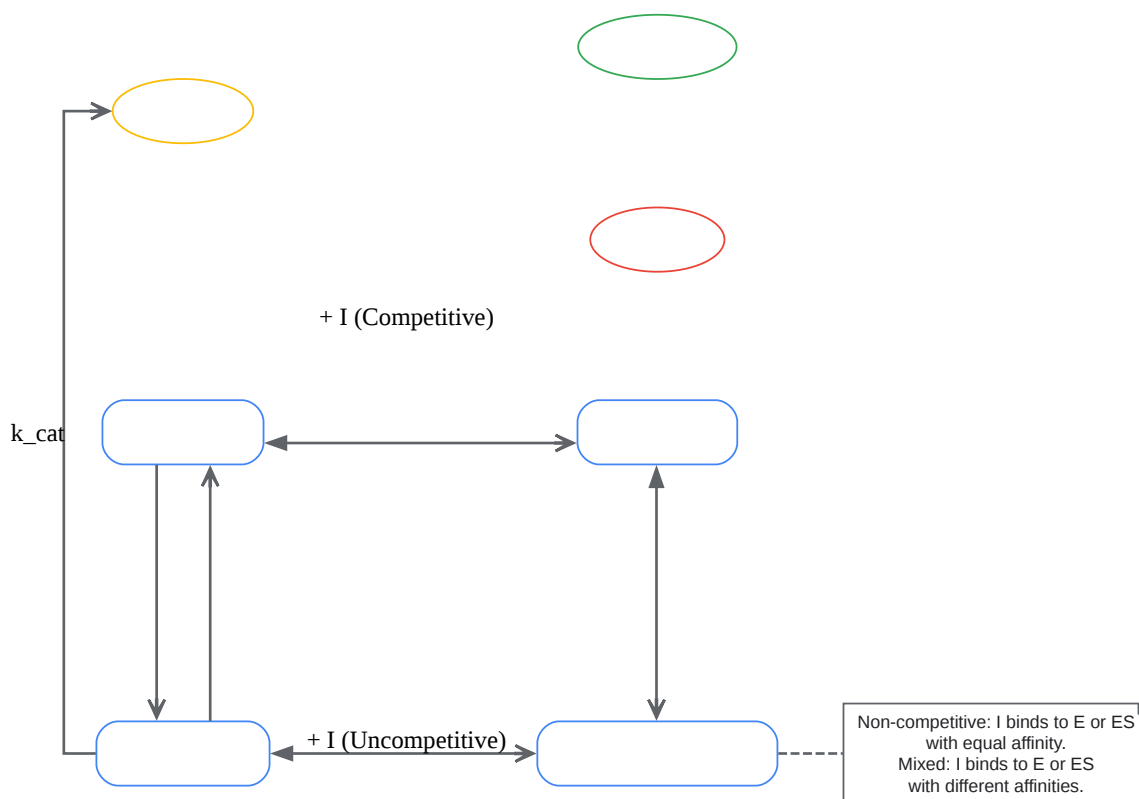 + I (Competitive)
k_cat
+ I (Uncompetitive)
Non-competitive: I binds to E or ES
with equal affinity.
Mixed: I binds to E or ES
with different affinities.